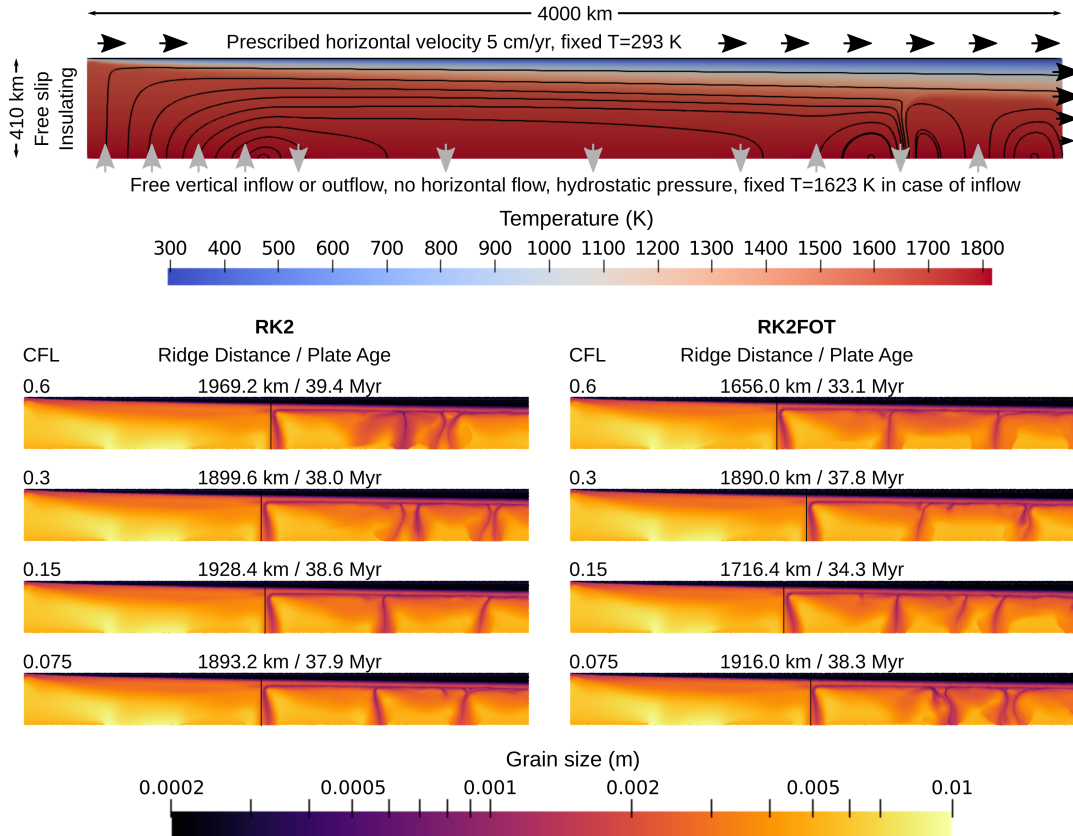 4000 km
Prescribed horizontal velocity 5 cm/yr, fixed T=293 K
410 km
Free slip
Insulating
Free vertical inflow or outflow, no horizontal flow, hydrostatic pressure, fixed T=1623 K in case of inflow
Temperature (K)
300 400 500 600 700 800 900 1000 1100 1200 1300 1400 1500 1600 1700 1800
RK2 RK2FOT
CFL Ridge Distance / Plate Age CFL Ridge Distance / Plate Age
0.6 1969.2 km / 39.4 Myr 0.6 1656.0 km / 33.1 Myr
0.3 1899.6 km / 38.0 Myr 0.3 1890.0 km / 37.8 Myr
0.15 1928.4 km / 38.6 Myr 0.15 1716.4 km / 34.3 Myr
0.075 1893.2 km / 37.9 Myr 0.075 1916.0 km / 38.3 Myr
Grain size (m)
0.0002 0.0005 0.001 0.002 0.005 0.01